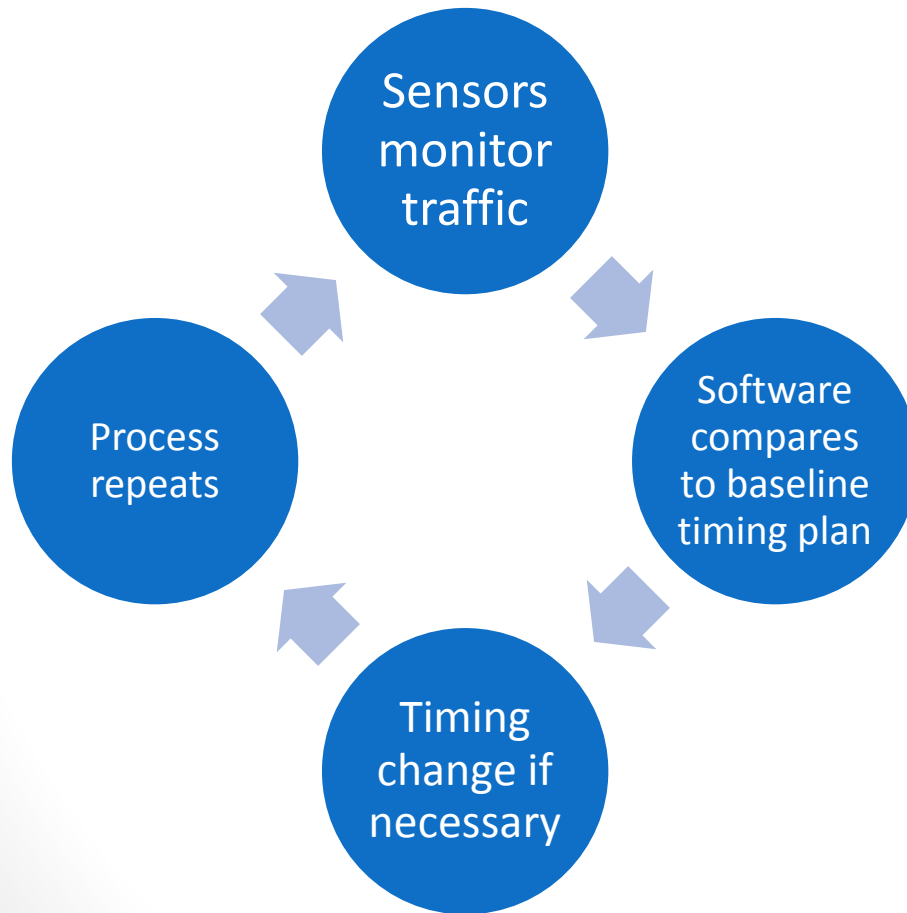 Sensors
monitor
traffic
Software
compares
to baseline
timing plan
Timing
change if
necessary
Process
repeats